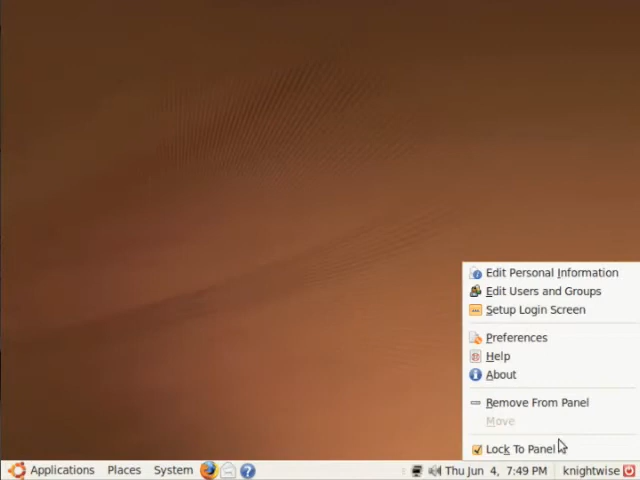 Edit Personal Information
Edit Users and Groups
Setup Login Screen
Preferences
Help
About
Remove From Panel
Move
Lock To Panel
Applications Places System Thu Jun 4, 7:49 PM knightwise